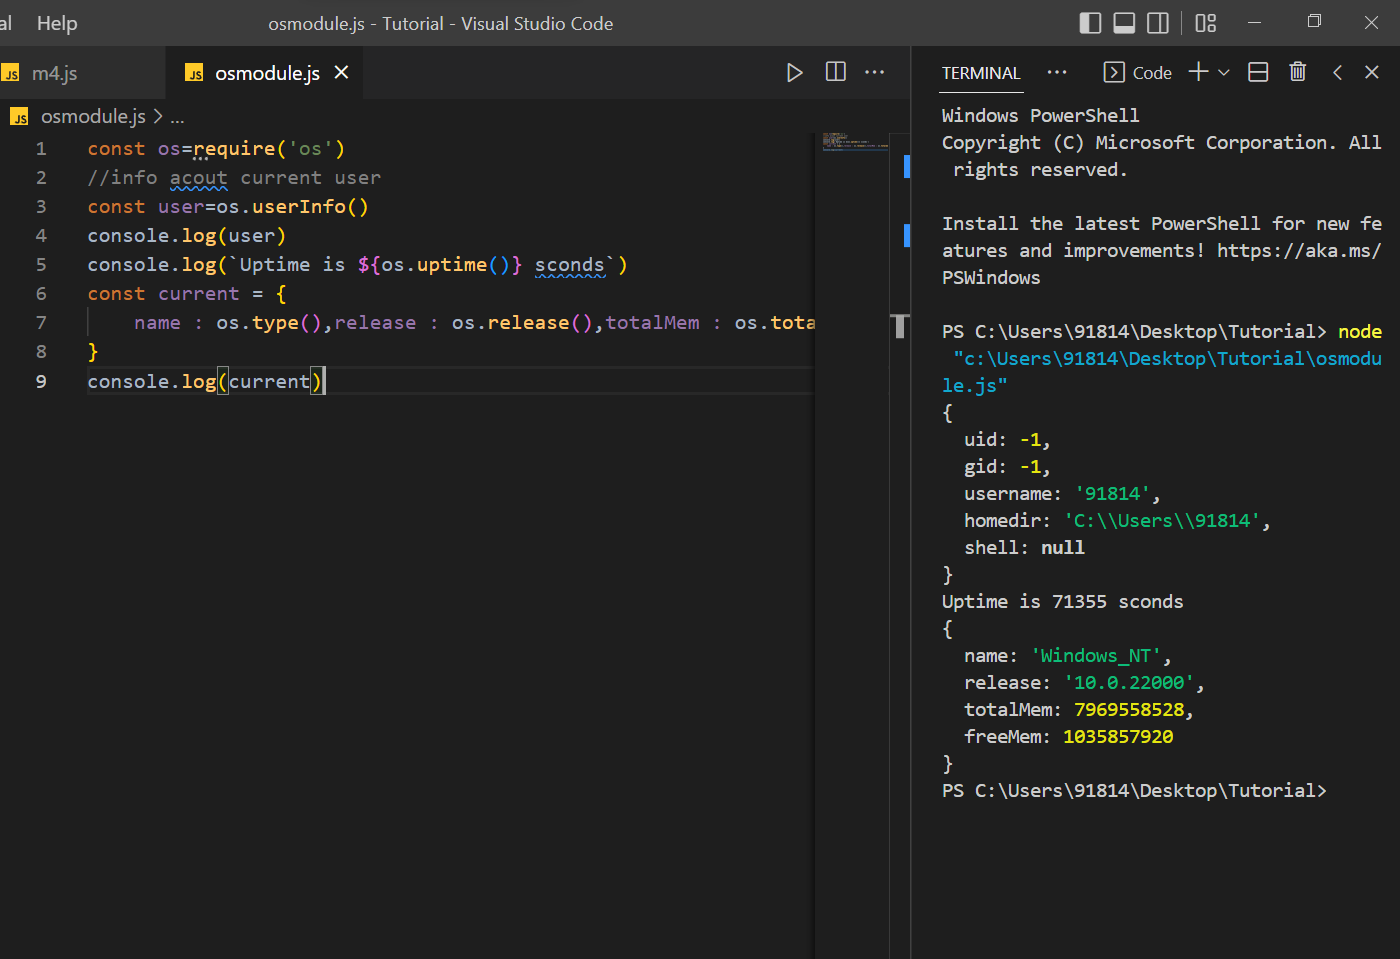 al Help osmodule.js - Tutorial - Visual Studio Code
JS m4.js JS osmodule.js
JS osmodule.js > ...
1 const os=require('os')
2 //info acout current user
3 const user=os.userInfo()
4 console.log(user)
5 console.log(`Uptime is ${os.uptime()} sconds`)
6 const current = {
7 name : os.type(),release : os.release(),totalMem : os.tota
8 }
9 console.log(current)
TERMINAL ... Code
Windows PowerShell
Copyright (C) Microsoft Corporation. All
rights reserved.
Install the latest PowerShell for new fe
atures and improvements! https://aka.ms/
PSWindows
PS C:\Users\91814\Desktop\Tutorial> node
"c:\Users\91814\Desktop\Tutorial\osmodu
le.js"
{
uid: -1,
gid: -1,
username: '91814',
homedir: 'C:\\Users\\91814',
shell: null
}
Uptime is 71355 sconds
{
name: 'Windows_NT',
release: '10.0.22000',
totalMem: 7969558528,
freeMem: 1035857920
}
PS C:\Users\91814\Desktop\Tutorial>